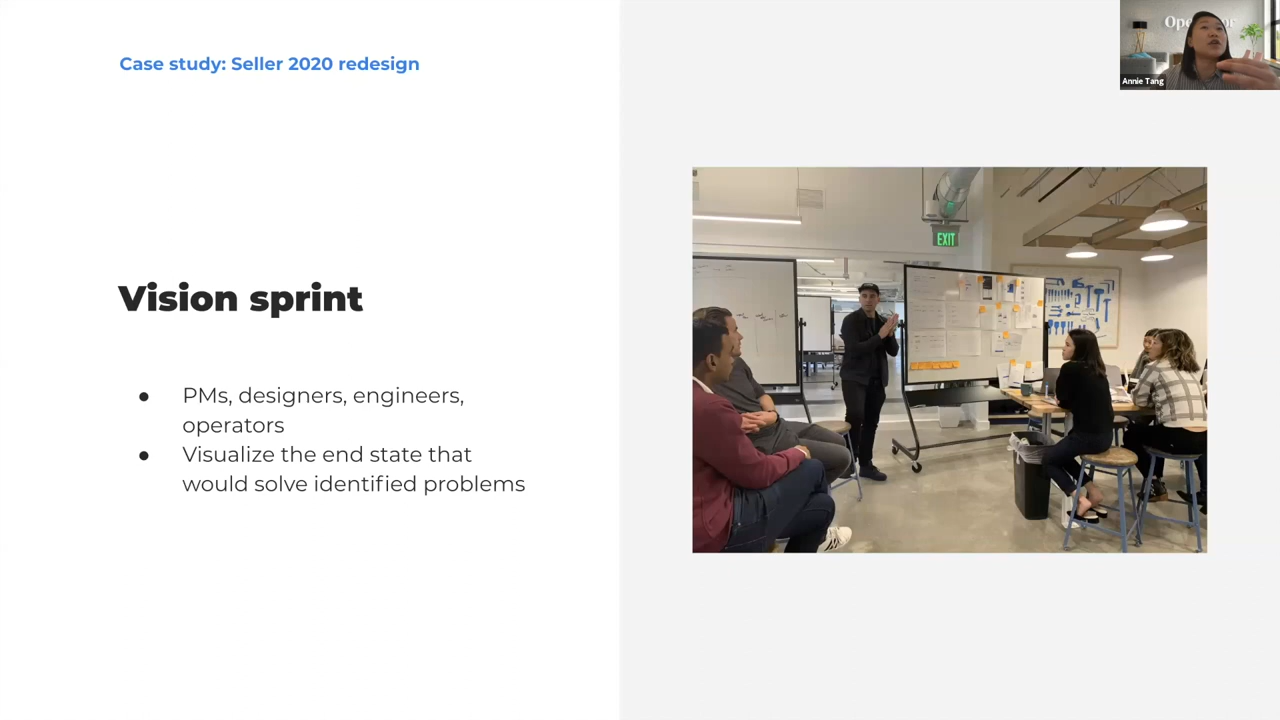 Case study: Seller 2020 redesign
Annie Tang
Vision sprint
● PMs, designers, engineers,
operators
● Visualize the end state that
would solve identified problems
EXIT